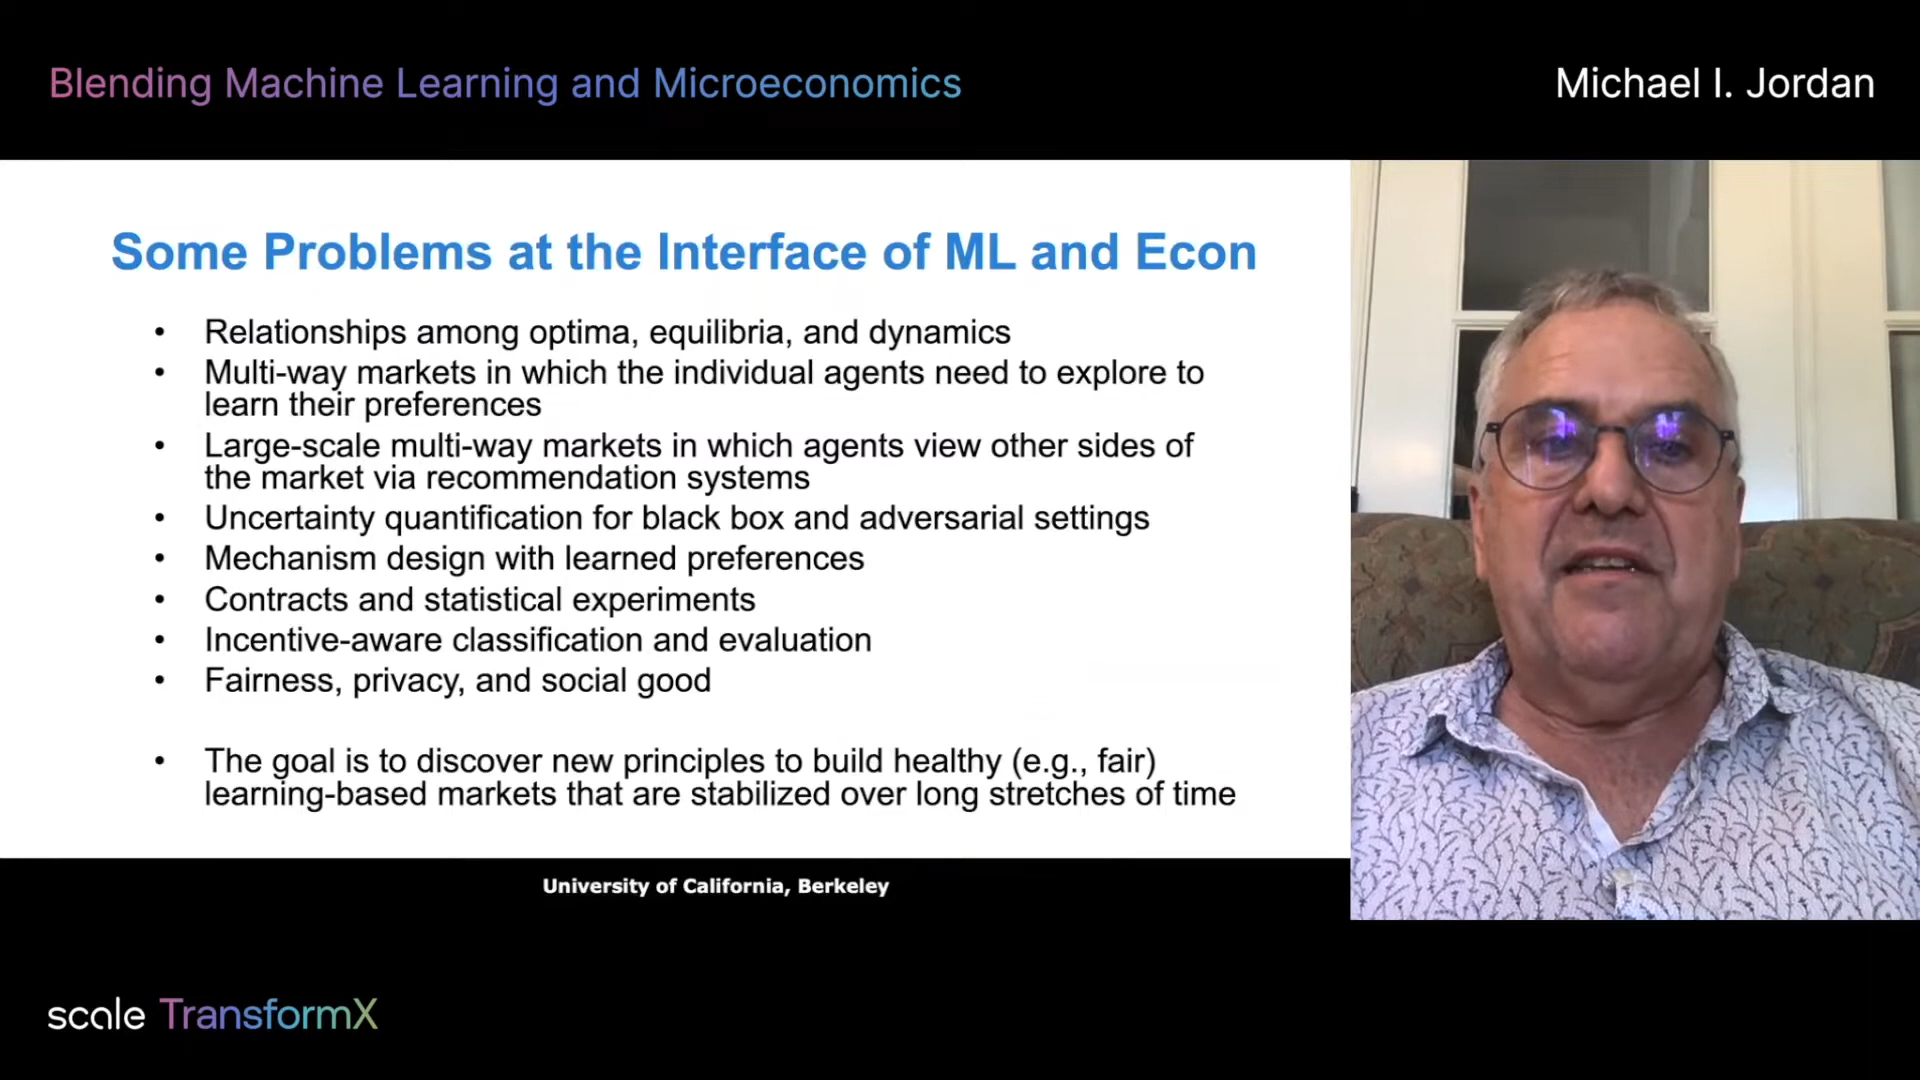 Blending Machine Learning and Microeconomics
Michael I. Jordan
Some Problems at the Interface of ML and Econ
• Relationships among optima, equilibria, and dynamics
• Multi-way markets in which the individual agents need to explore to
learn their preferences
• Large-scale multi-way markets in which agents view other sides of
the market via recommendation systems
• Uncertainty quantification for black box and adversarial settings
• Mechanism design with learned preferences
• Contracts and statistical experiments
• Incentive-aware classification and evaluation
• Fairness, privacy, and social good
• The goal is to discover new principles to build healthy (e.g., fair)
learning-based markets that are stabilized over long stretches of time
University of California, Berkeley
scale TransformX